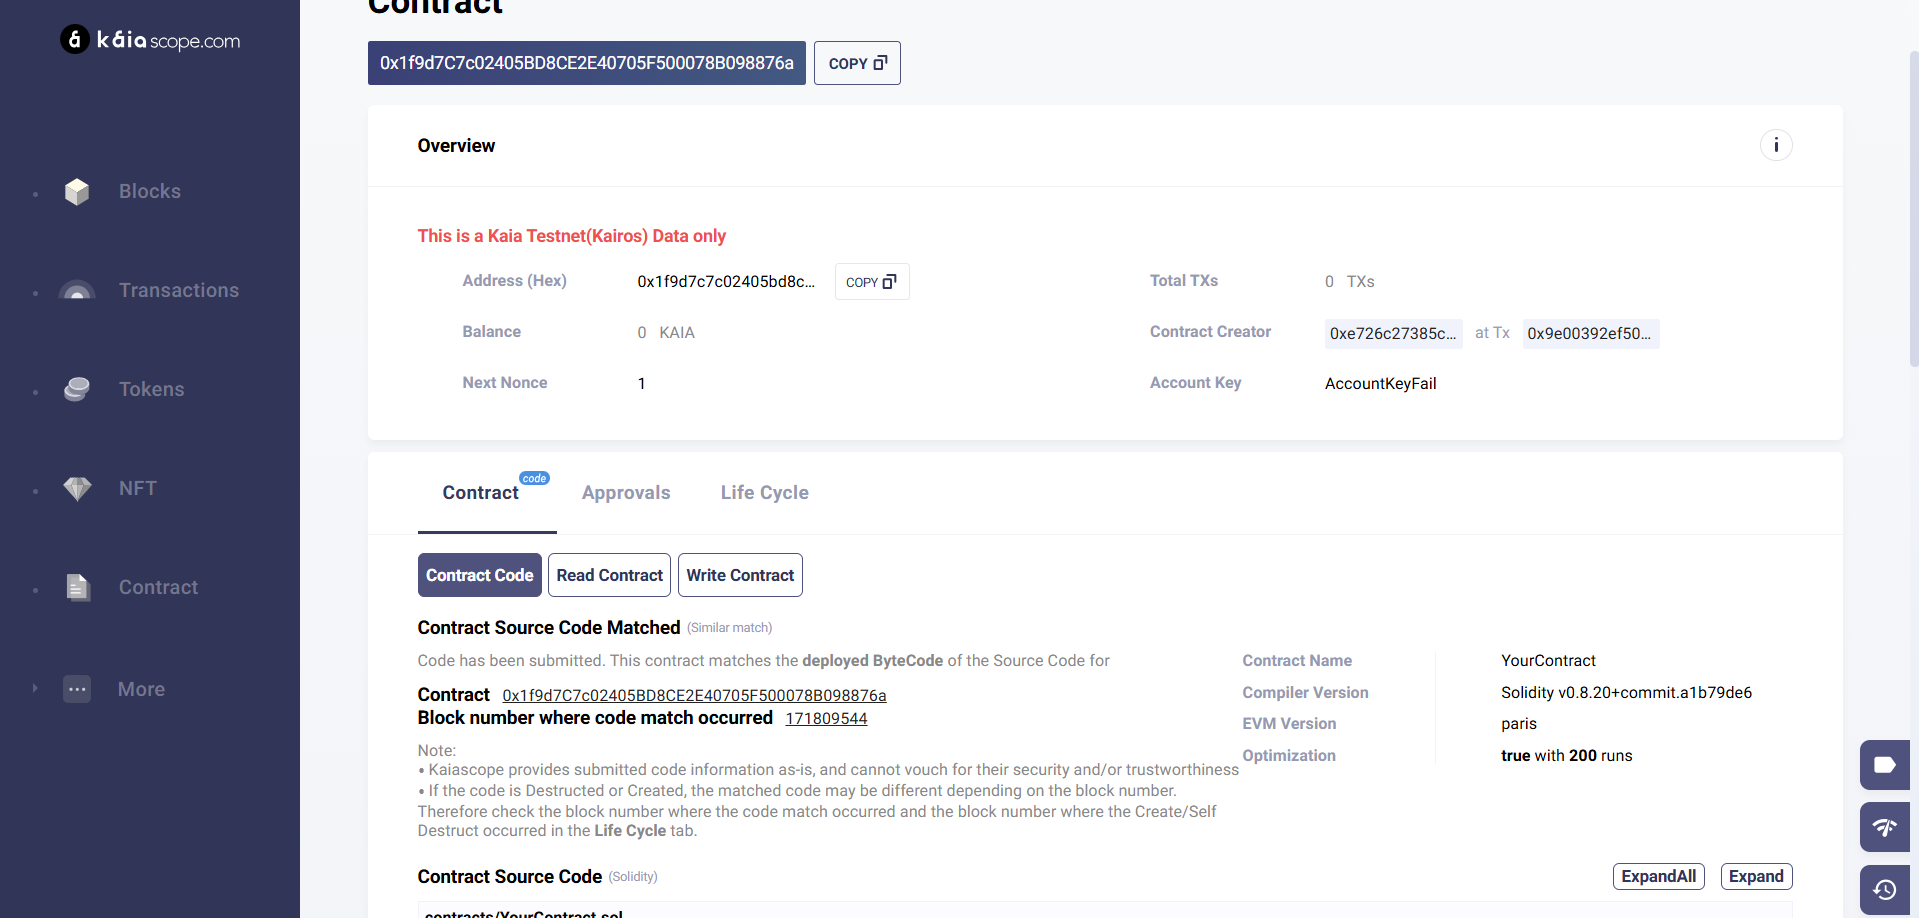 káiascope.com
Blocks
Transactions
Tokens
NFT
Contract
More
Contract
0x1f9d7C7c02405BD8CE2E40705F500078B098876a
COPY
Overview
i
This is a Kaia Testnet(Kairos) Data only
Address (Hex) 0x1f9d7c7c02405bd8c... COPY
Total TXs 0 TXs
Balance 0 KAIA
Contract Creator 0xe726c27385c... at Tx 0x9e00392ef50...
Next Nonce 1
Account Key AccountKeyFail
Contract code Approvals Life Cycle
Contract Code Read Contract Write Contract
Contract Source Code Matched (Similar match)
Code has been submitted. This contract matches the deployed ByteCode of the Source Code for
Contract 0x1f9d7C7c02405BD8CE2E40705F500078B098876a
Block number where code match occurred 171809544
Note:
• Kaiascope provides submitted code information as-is, and cannot vouch for their security and/or trustworthiness
• If the code is Destructed or Created, the matched code may be different depending on the block number.
Therefore check the block number where the code match occurred and the block number where the Create/Self
Destruct occurred in the Life Cycle tab.
Contract Name YourContract
Compiler Version Solidity v0.8.20+commit.a1b79de6
EVM Version paris
Optimization true with 200 runs
Contract Source Code (Solidity)
ExpandAll Expand
contracts/YourContract.sol